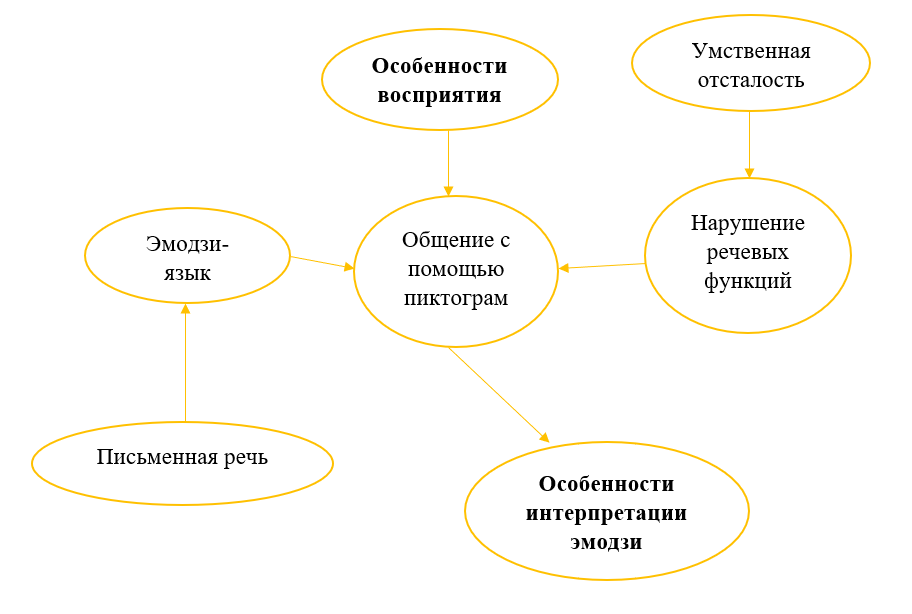 Особенности
восприятия
Умственная
отсталость
Эмодзи-
язык
Общение с
помощью
пиктограм
Нарушение
речевых
функций
Письменная речь
Особенности
интерпретации
эмодзи